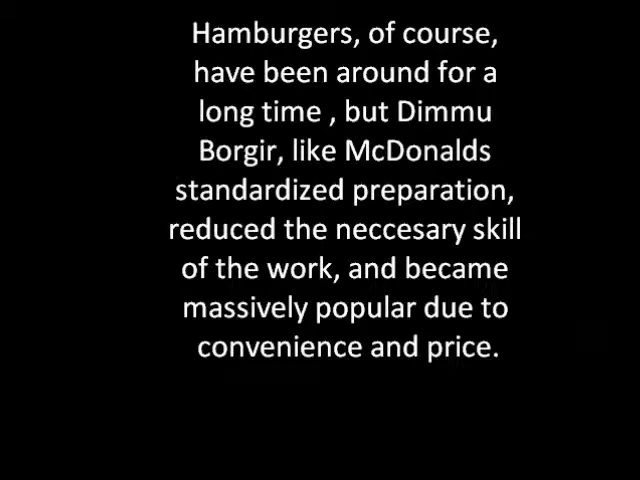 Hamburgers, of course,
have been around for a
long time , but Dimmu
Borgir, like McDonalds
standardized preparation,
reduced the neccesary skill
of the work, and became
massively popular due to
convenience and price.